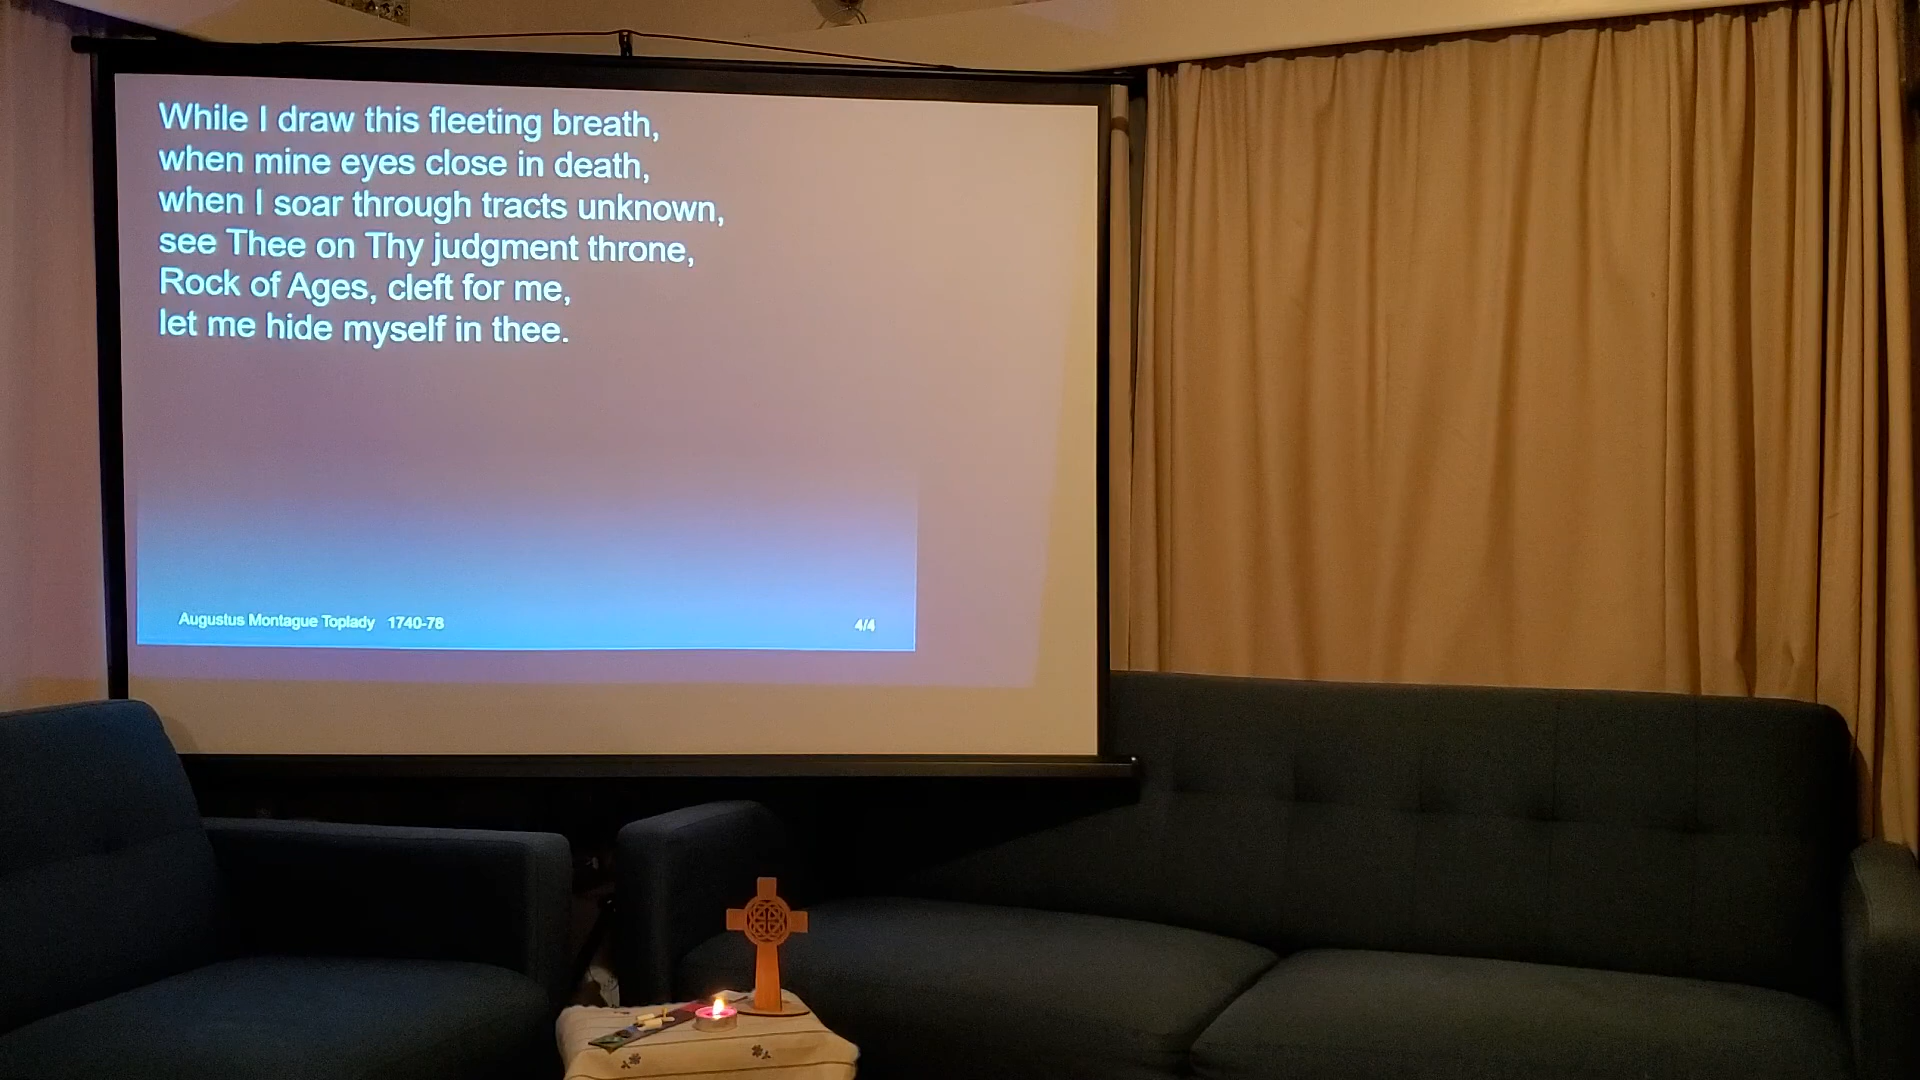 While I draw this fleeting breath,
when mine eyes close in death,
when I soar through tracts unknown,
see Thee on Thy judgment throne,
Rock of Ages, cleft for me,
let me hide myself in thee.
Augustus Montague Toplady 1740-78
4/4